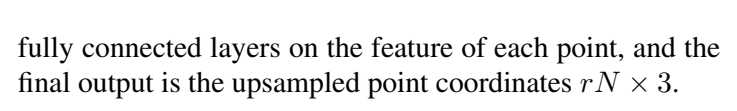 fully connected layers on the feature of each point, and the
final output is the upsampled point coordinates rN × 3.